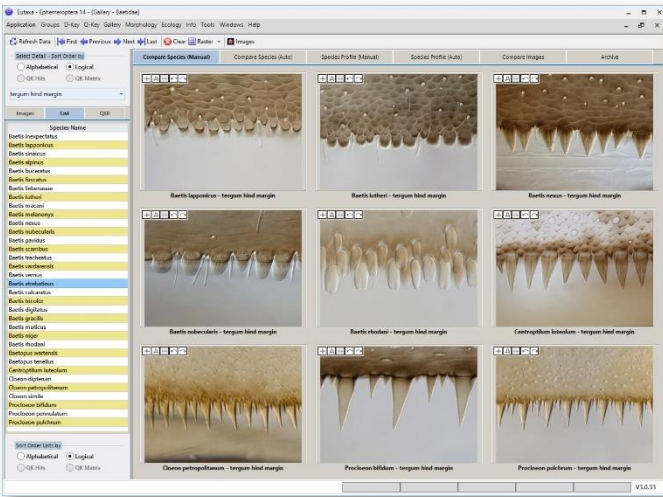 Eutaxa - Ephemeroptera 14 - [Gallery - Baetidae]
Application Groups D-Key Q-Key Gallery Morphology Ecology Info Tools Windows Help
Refresh Data First Previous Next Last Clear Raster Images
Select Detail - Sort Order by
Alphabetical Logical
QK Hits QK Matrix
tergum hind margin
Images List QKR
Species Name
Baetis inexpectatus
Baetis lapponicus
Baetis sinaicus
Baetis alpinus
Baetis buceratus
Baetis fuscatus
Baetis liebenauae
Baetis lutheri
Baetis macani
Baetis melanonyx
Baetis nexus
Baetis nubecularis
Baetis pavidus
Baetis scambus
Baetis tracheatus
Baetis vardarensis
Baetis vernus
Baetis atrebatinus
Baetis calcaratus
Baetis tricolor
Baetis digitatus
Baetis gracilis
Baetis muticus
Baetis niger
Baetis rhodani
Baetopus wartensis
Baetopus tenellus
Centroptilum luteolum
Cloeon dipterum
Cloeon petropolitanum
Cloeon simile
Procloeon bifidum
Procloeon pennulatum
Procloeon pulchrum
Sort Order Lists by
Alphabetical Logical
QK Hits QK Matrix
Compare Species (Manual) Compare Species (Auto) Species Profile (Manual) Species Profile (Auto) Compare Images Archive
Baetis lapponicus - tergum hind margin
Baetis lutheri - tergum hind margin
Baetis nexus - tergum hind margin
Baetis nubecularis - tergum hind margin
Baetis rhodani - tergum hind margin
Centroptilum luteolum - tergum hind margin
Cloeon petropolitanum - tergum hind margin
Procloeon bifidum - tergum hind margin
Procloeon pulchrum - tergum hind margin
V3.0.55